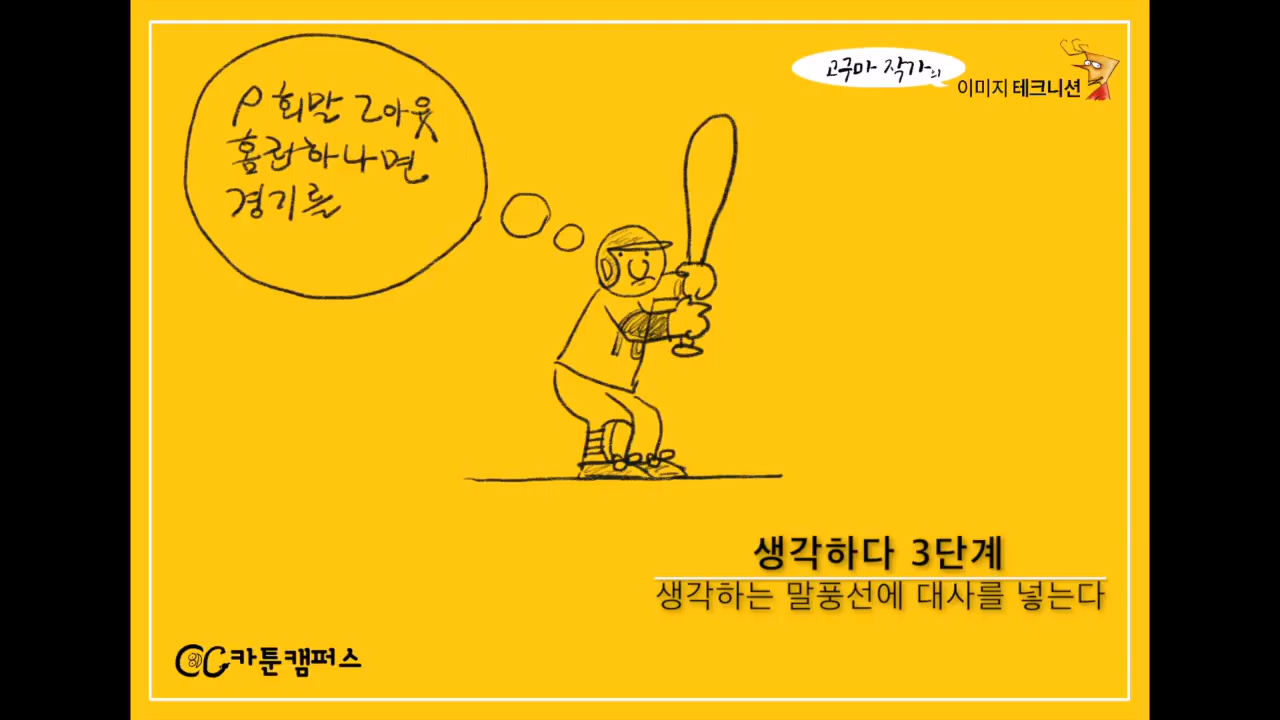 9회말 2아웃
홈런하나면
경기를
고구마 작가의
이미지 테크니션
생각하다 3단계
생각하는 말풍선에 대사를 넣는다
카툰캠퍼스